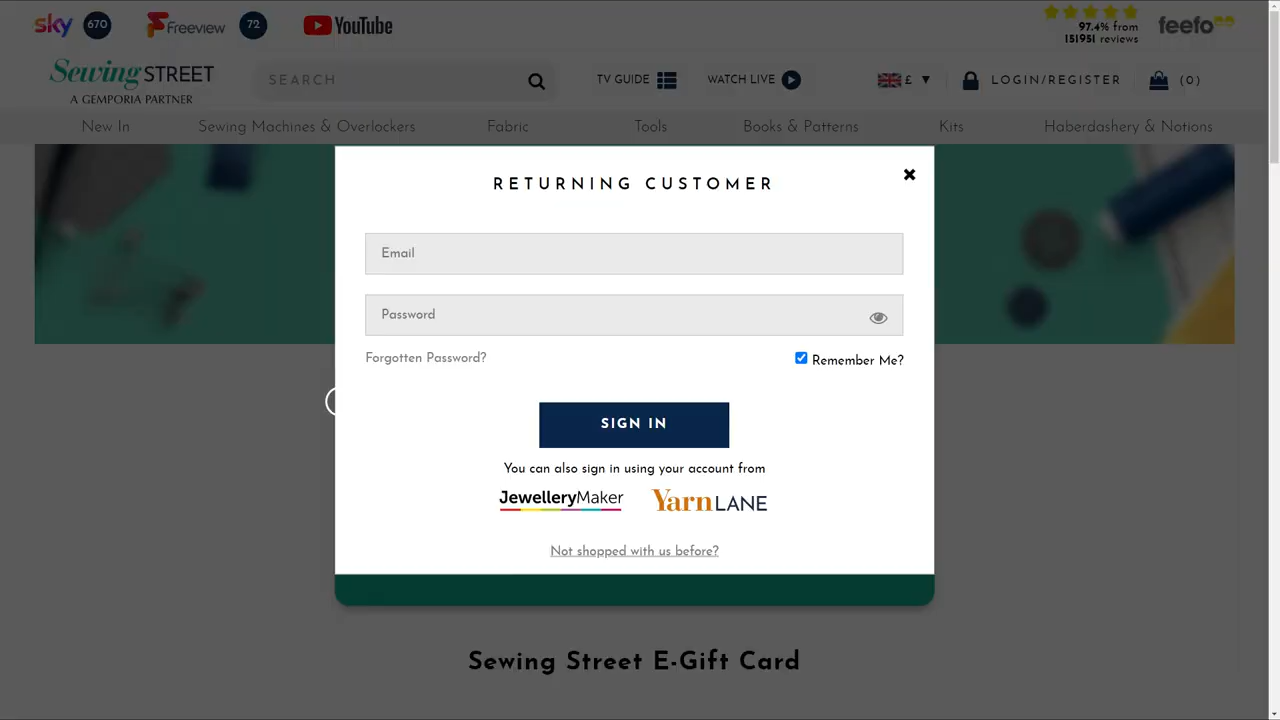 sky 670 Freeview 72 YouTube
97.4% from
151951 reviews
feefo
Sewing STREET
A GEMPORIA PARTNER
SEARCH
TV GUIDE
WATCH LIVE
£
LOGIN/REGISTER
(0)
New In Sewing Machines & Overlockers Fabric Tools Books & Patterns Kits Haberdashery & Notions
RETURNING CUSTOMER
Email
Password
Forgotten Password? Remember Me?
SIGN IN
You can also sign in using your account from
JewelleryMaker Yarn LANE
Not shopped with us before?
Sewing Street E-Gift Card